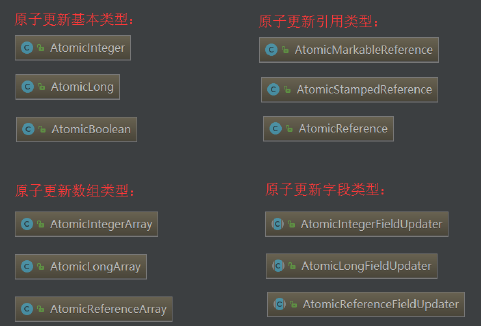 原子更新基本类型:
AtomicInteger
AtomicLong
AtomicBoolean
原子更新引用类型:
AtomicMarkableReference
AtomicStampedReference
AtomicReference
原子更新数组类型:
AtomicIntegerArray
AtomicLongArray
AtomicReferenceArray
原子更新字段类型:
AtomicIntegerFieldUpdater
AtomicLongFieldUpdater
AtomicReferenceFieldUpdater